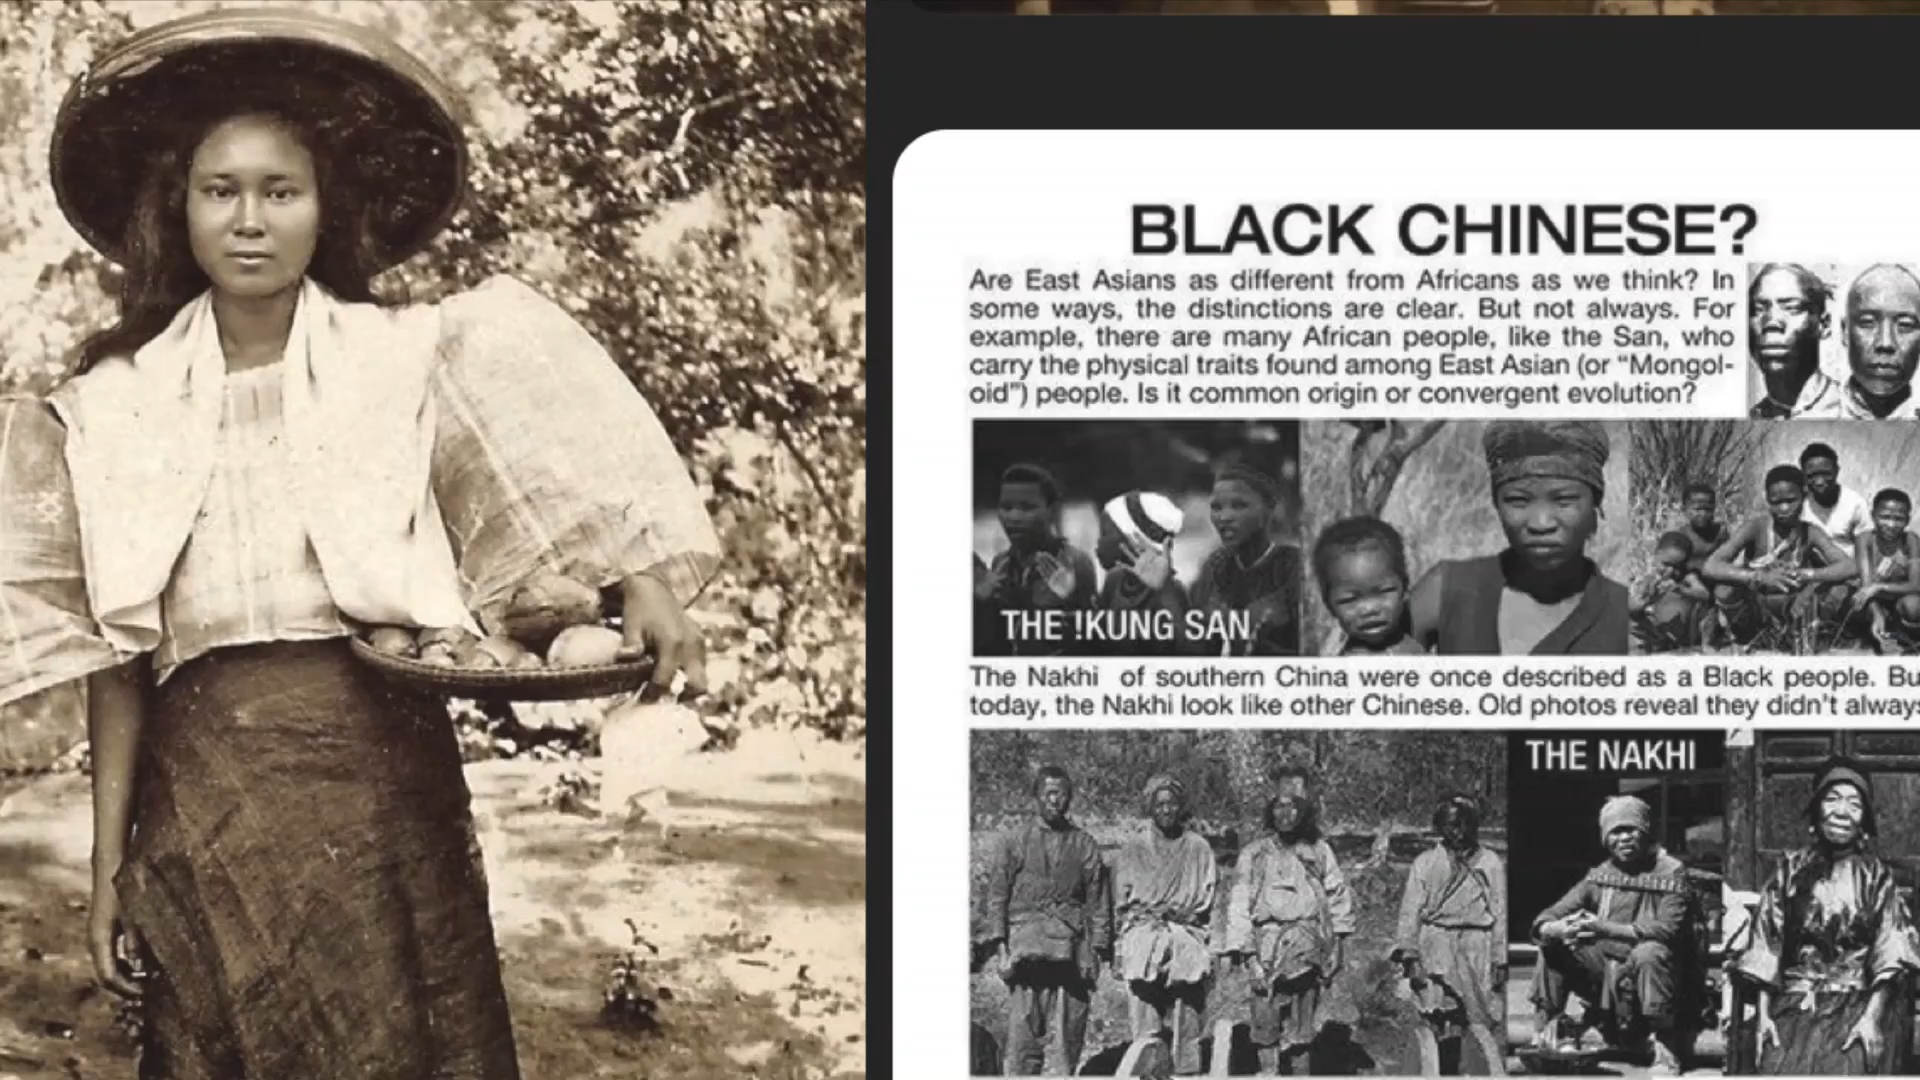 BLACK CHINESE?
Are East Asians as different from Africans as we think? In
some ways, the distinctions are clear. But not always. For
example, there are many African people, like the San, who
carry the physical traits found among East Asian (or “Mongol-
oid”) people. Is it common origin or convergent evolution?
THE !KUNG SAN
The Nakhi of southern China were once described as a Black people. Bu
today, the Nakhi look like other Chinese. Old photos reveal they didn’t always
THE NAKHI